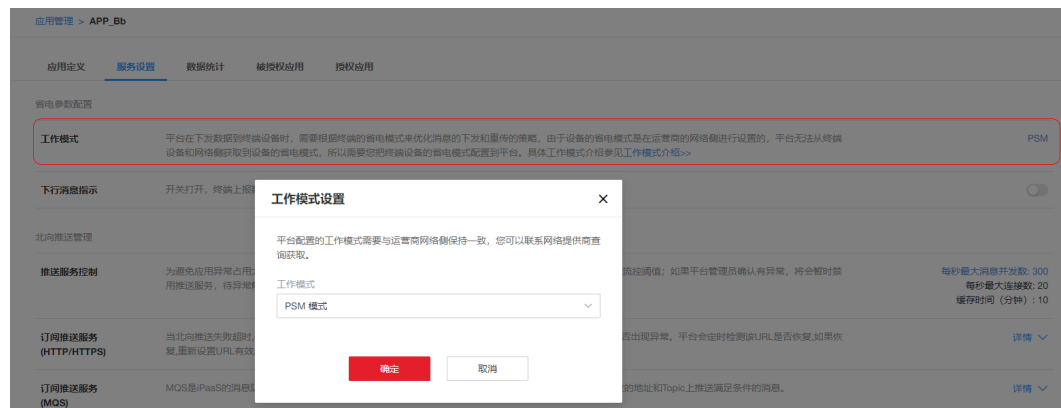 应用管理 > APP_Bb
应用定义 服务设置 数据统计 被授权应用 授权应用
省电参数配置
工作模式 平台在下发数据到终端设备时，需要根据终端的省电模式来优化消息的下发和重传的策略，由于设备的省电模式是在运营商的网络侧进行设置的，平台无法从终端 PSM
设备和网络侧获取到设备的省电模式，所以需要您把终端设备的省电模式配置到平台。具体工作模式介绍参见工作模式介绍>>
下行消息指示 开关打开，终端上报
工作模式设置
平台配置的工作模式需要与运营商网络侧保持一致，您可以联系网络提供商查
询获取。
工作模式
PSM 模式
确定 取消
北向推送管理
推送服务控制 为避免应用异常占用 流控阈值；如果平台管理员确认有异常，将会暂时禁 每秒最大消息并发数: 300
用推送服务，待异常 每秒最大连接数: 20
缓存时间（分钟）: 10
订阅推送服务 当北向推送失败超时, 否出现异常。平台会定时检测该URL是否恢复,如果恢 详情
(HTTP/HTTPS) 复,重新设置URL有效
订阅推送服务 MQS是iPaaS的消息 的地址和Topic上推送满足条件的消息。 详情
(MQS)